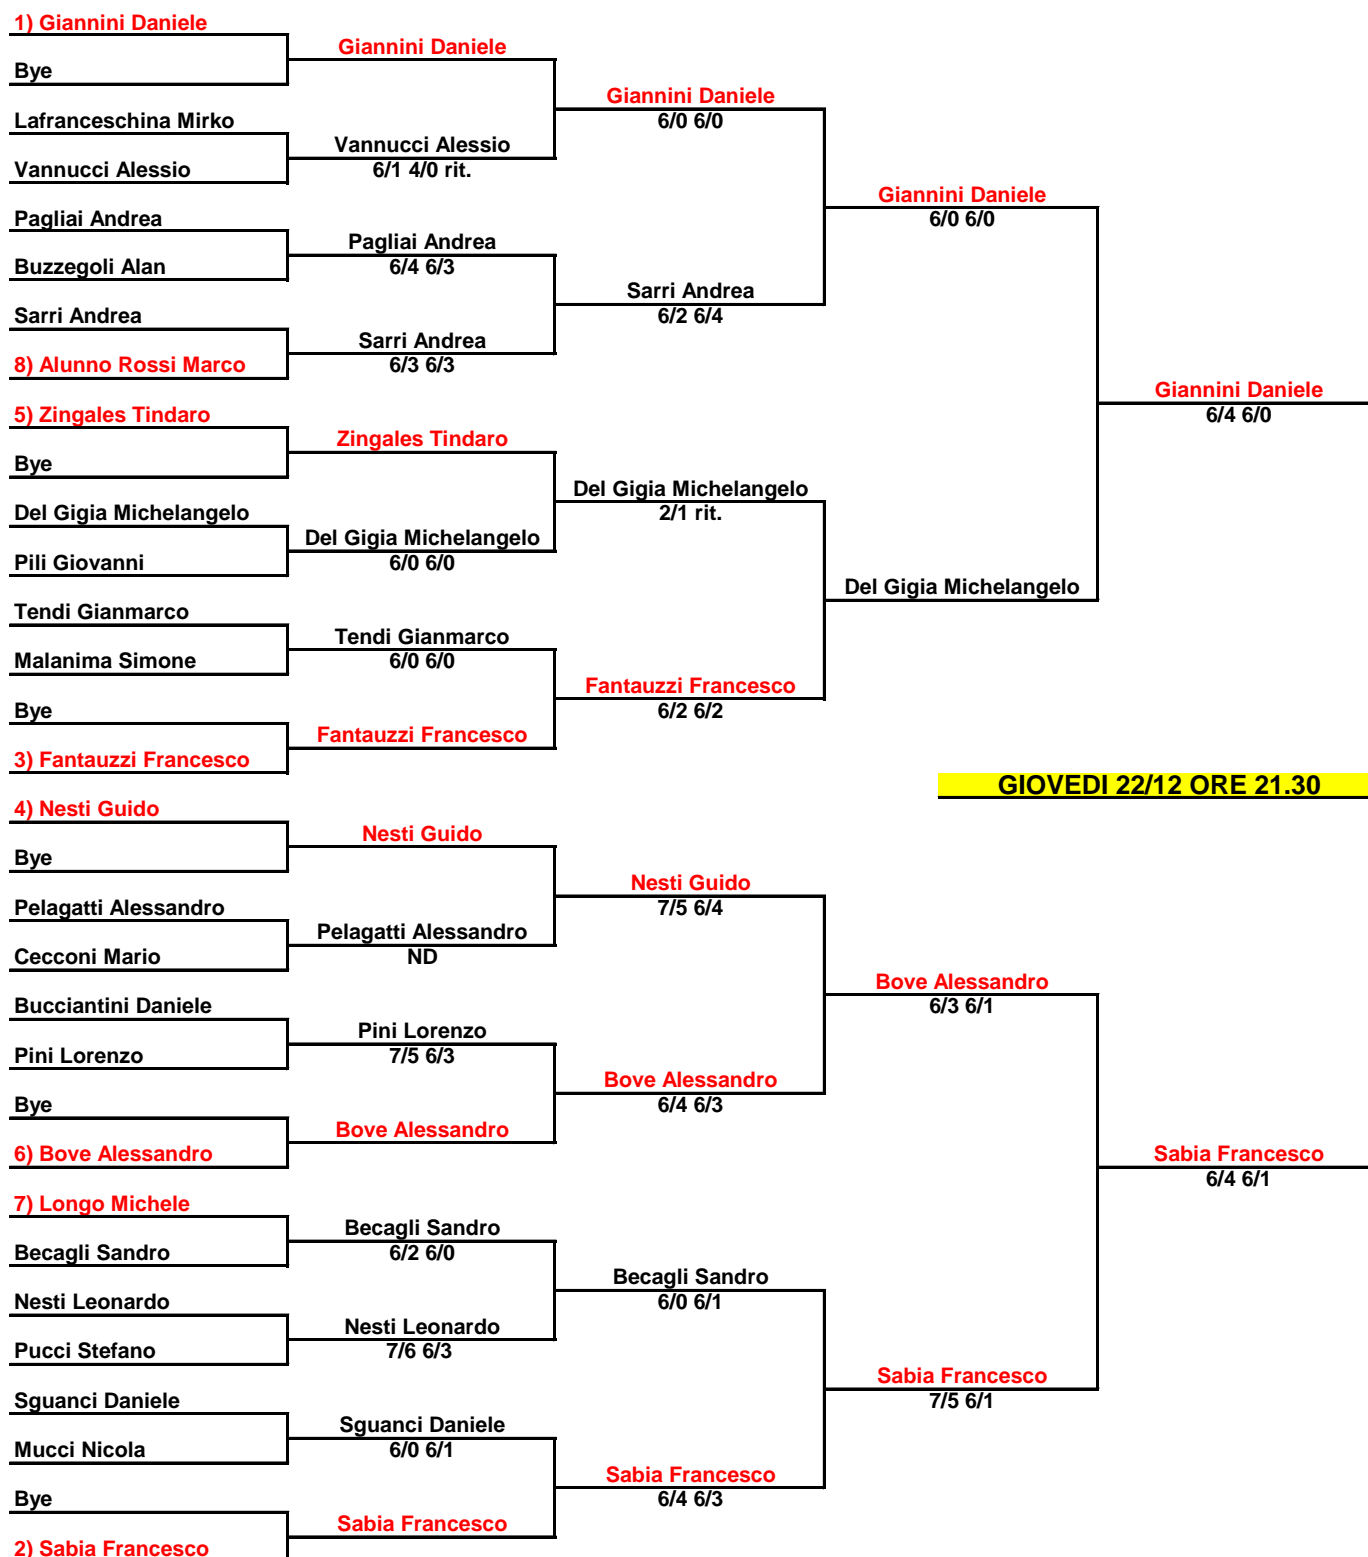 1) Giannini Daniele
Giannini Daniele
Bye
Giannini Daniele
6/0 6/0
Lafranceschina Mirko
Vannucci Alessio
6/1 4/0 rit.
Vannucci Alessio
Giannini Daniele
6/0 6/0
Pagliai Andrea
Pagliai Andrea
6/4 6/3
Buzzegoli Alan
Sarri Andrea
6/2 6/4
Sarri Andrea
Sarri Andrea
6/3 6/3
8) Alunno Rossi Marco
Giannini Daniele
6/4 6/0
5) Zingales Tindaro
Zingales Tindaro
Bye
Del Gigia Michelangelo
2/1 rit.
Del Gigia Michelangelo
Del Gigia Michelangelo
6/0 6/0
Pili Giovanni
Del Gigia Michelangelo
Tendi Gianmarco
Tendi Gianmarco
6/0 6/0
Malanima Simone
Fantauzzi Francesco
6/2 6/2
Bye
Fantauzzi Francesco
3) Fantauzzi Francesco
GIOVEDI 22/12 ORE 21.30
4) Nesti Guido
Nesti Guido
Bye
Nesti Guido
7/5 6/4
Pelagatti Alessandro
Pelagatti Alessandro
ND
Cecconi Mario
Bove Alessandro
6/3 6/1
Bucciantini Daniele
Pini Lorenzo
7/5 6/3
Pini Lorenzo
Bove Alessandro
6/4 6/3
Bye
Bove Alessandro
6) Bove Alessandro
Sabia Francesco
6/4 6/1
7) Longo Michele
Becagli Sandro
6/2 6/0
Becagli Sandro
Becagli Sandro
6/0 6/1
Nesti Leonardo
Nesti Leonardo
7/6 6/3
Pucci Stefano
Sabia Francesco
7/5 6/1
Sguanci Daniele
Sguanci Daniele
6/0 6/1
Mucci Nicola
Sabia Francesco
6/4 6/3
Bye
Sabia Francesco
2) Sabia Francesco